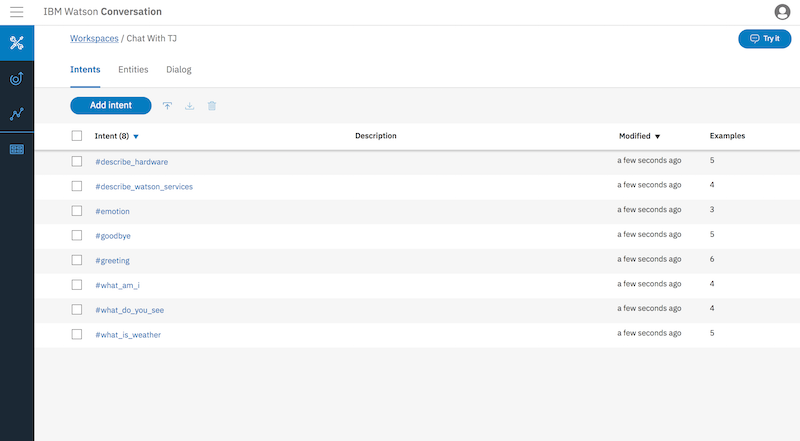 IBM Watson Conversation
Workspaces / Chat With TJ
Try it
Intents Entities Dialog
Add intent
Intent (8) ▼ Description Modified ▼ Examples
#describe_hardware a few seconds ago 5
#describe_watson_services a few seconds ago 4
#emotion a few seconds ago 3
#goodbye a few seconds ago 5
#greeting a few seconds ago 6
#what_am_i a few seconds ago 4
#what_do_you_see a few seconds ago 4
#what_is_weather a few seconds ago 5